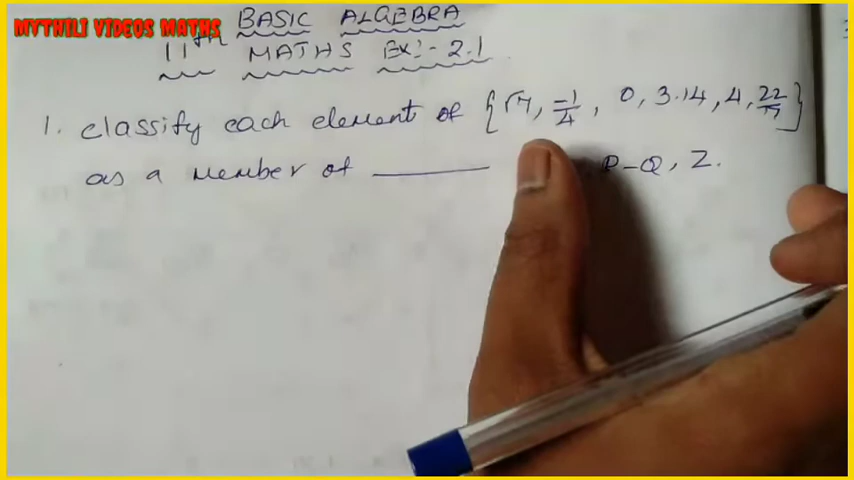 MYTHILI VIDEOS MATHS
BASIC ALGEBRA
11th MATHS Ex:- 2.1
1. classify each element of {√7, -1/4, 0, 3.14, 4, 22/7}
as a member of ______ R-Q, Z.